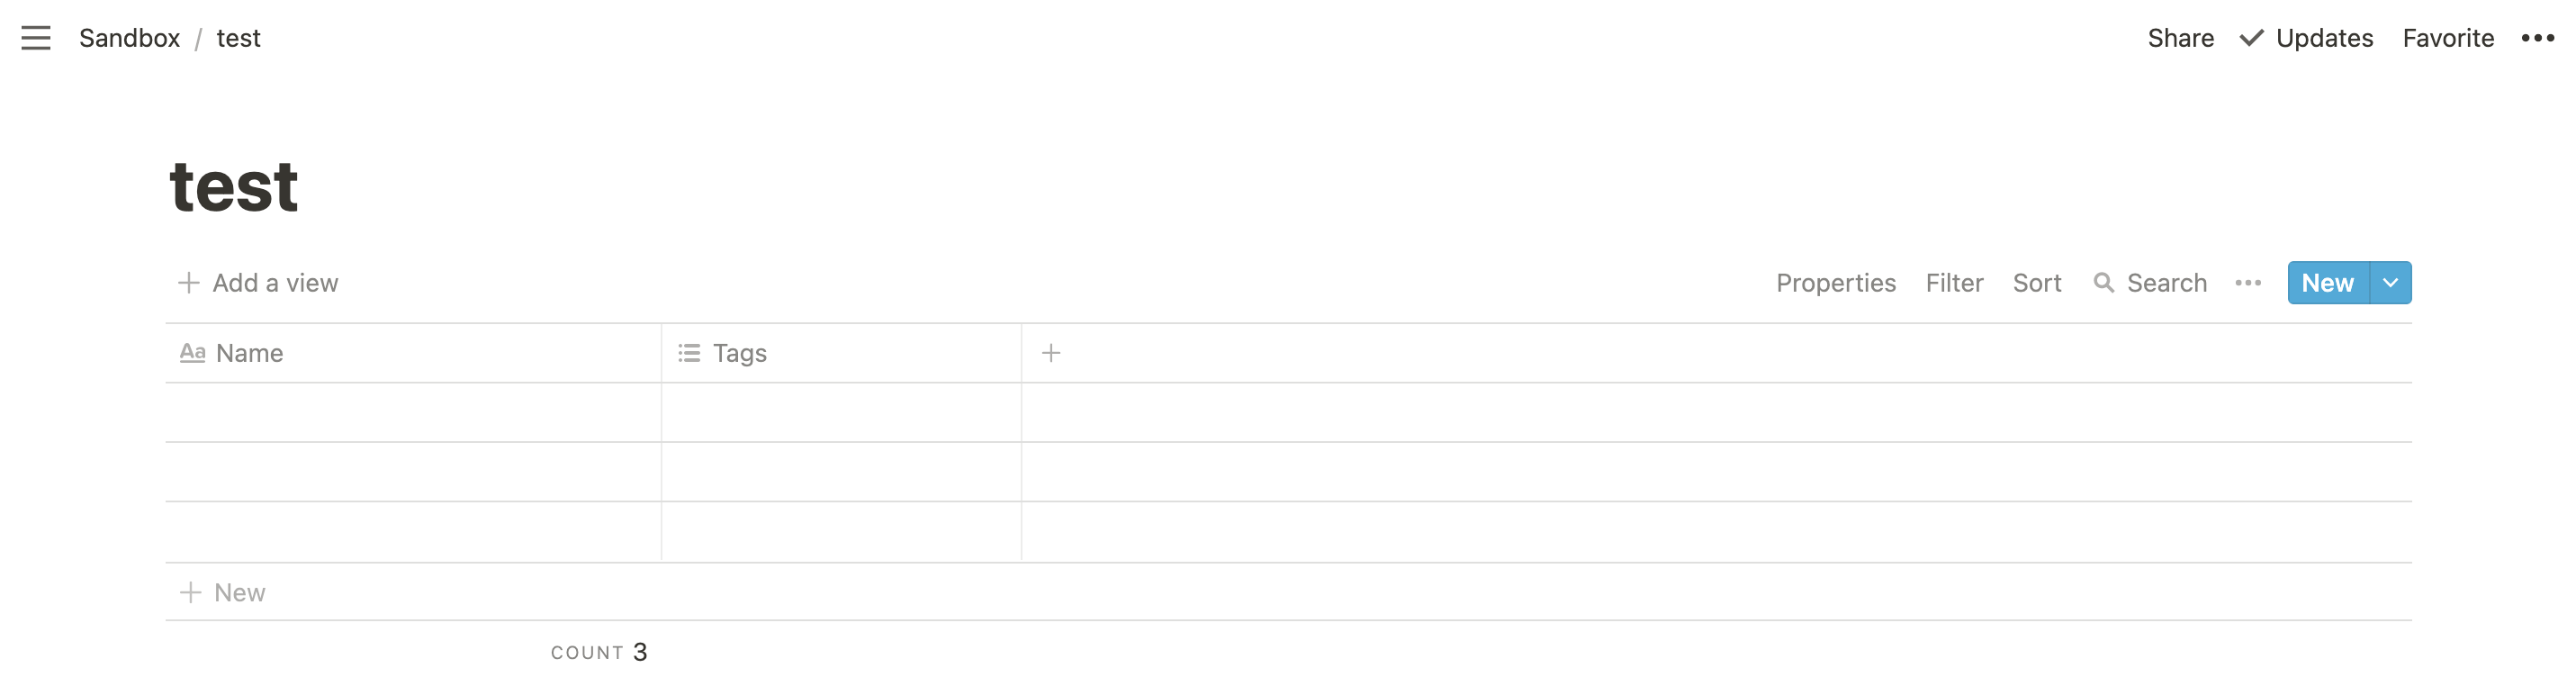 Sandbox / test
Share Updates Favorite
test
Add a view
Properties Filter Sort Search New
Aa Name Tags
New
COUNT 3